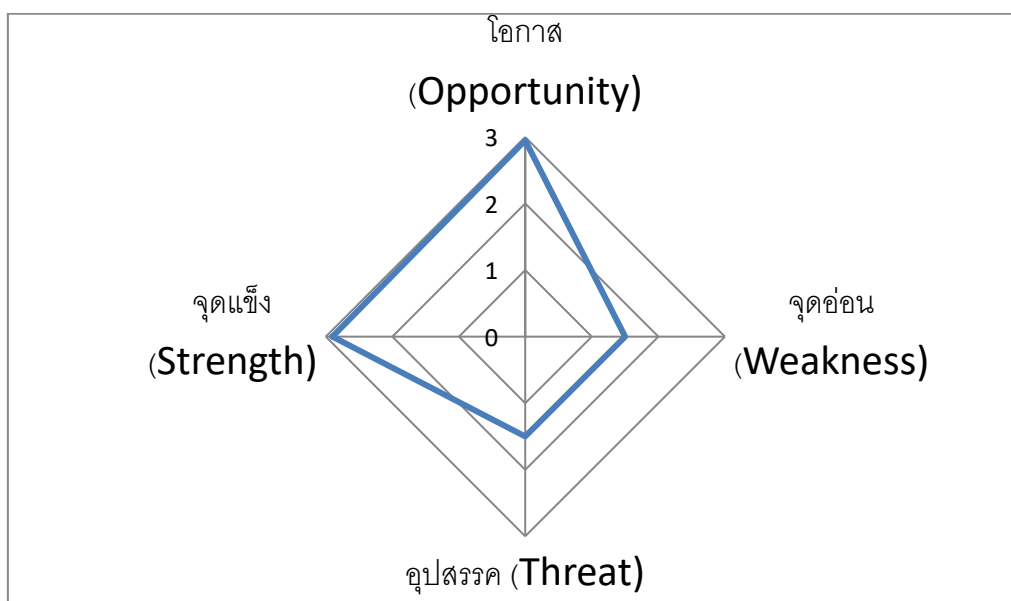 โอกาส
(Opportunity)
3
2
1
0
จุดแข็ง
(Strength)
จุดอ่อน
(Weakness)
อุปสรรค (Threat)